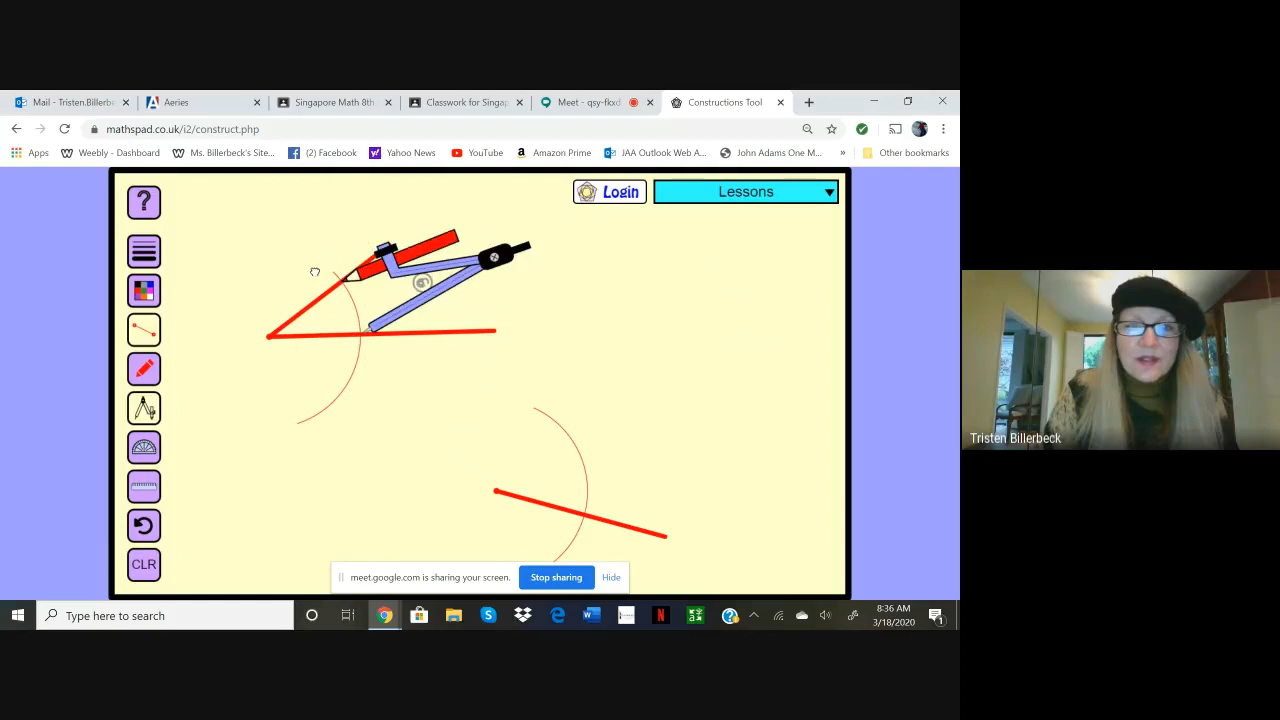 Mail - Tristen.Billerb
Aeries
Singapore Math 8th
Classwork for Singap
Meet - qsy-fkxd
Constructions Tool
mathspad.co.uk/i2/construct.php
Apps
Weebly - Dashboard
Ms. Billerbeck's Site...
(2) Facebook
Yahoo News
YouTube
Amazon Prime
JAA Outlook Web A...
John Adams One M...
»
Other bookmarks
?
Login
Lessons
CLR
meet.google.com is sharing your screen.
Stop sharing
Hide
Tristen Billerbeck
Type here to search
8:36 AM
3/18/2020